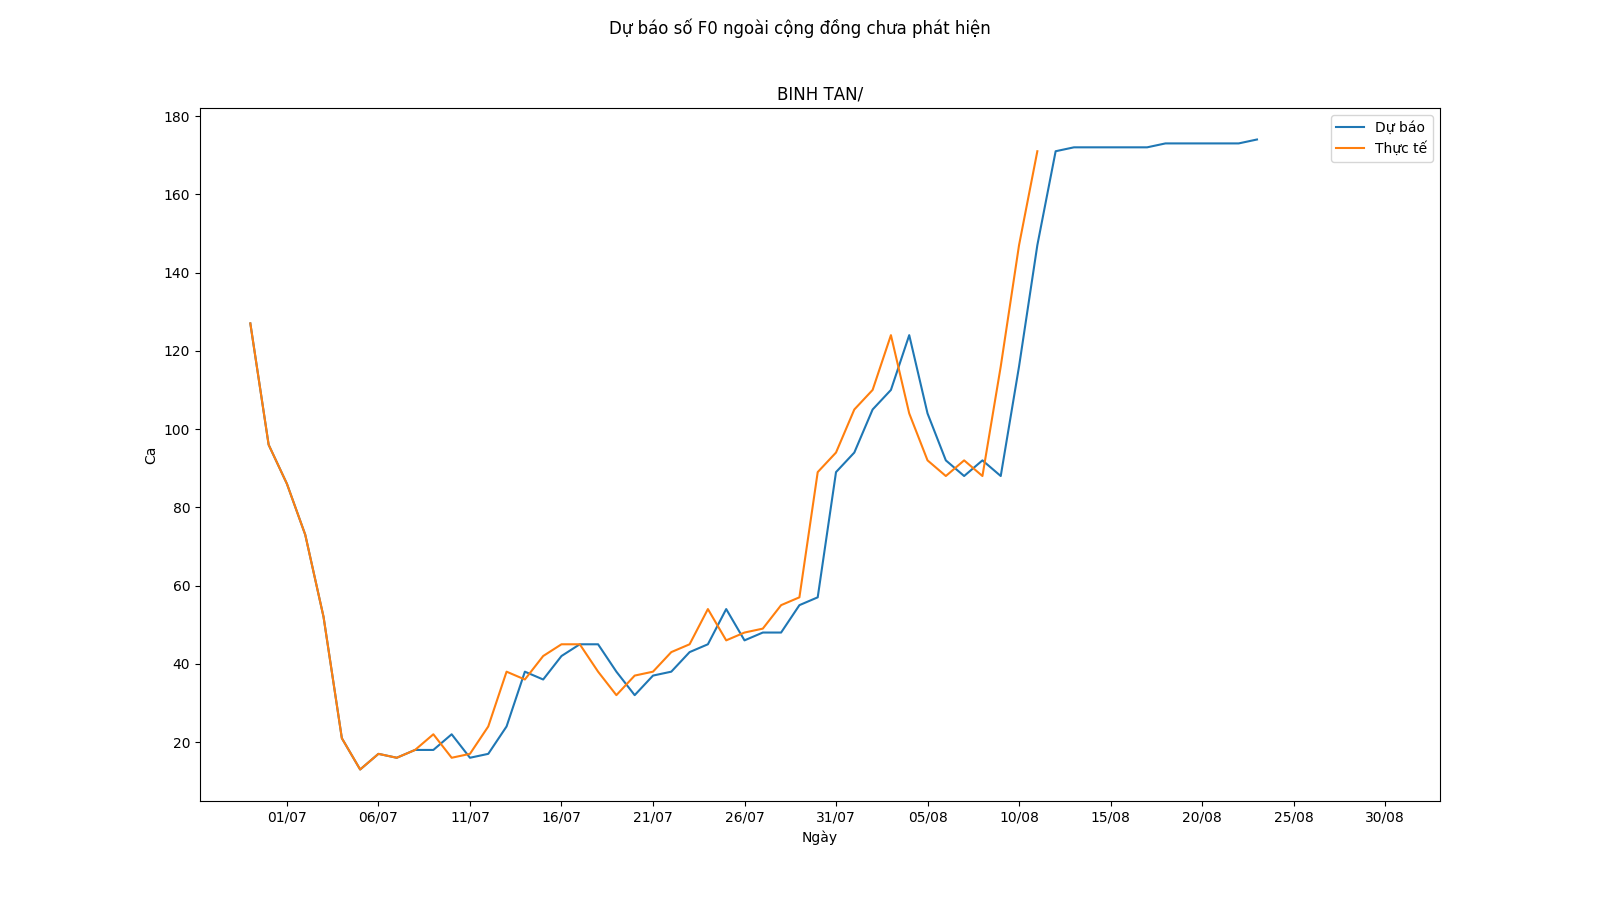 Dự báo số F0 ngoài cộng đồng chưa phát hiện
BINH TAN/
Dự báo
Thực tế
180
160
140
120
100
80
60
40
20
Ca
01/07 06/07 11/07 16/07 21/07 26/07 31/07 05/08 10/08 15/08 20/08 25/08 30/08
Ngày